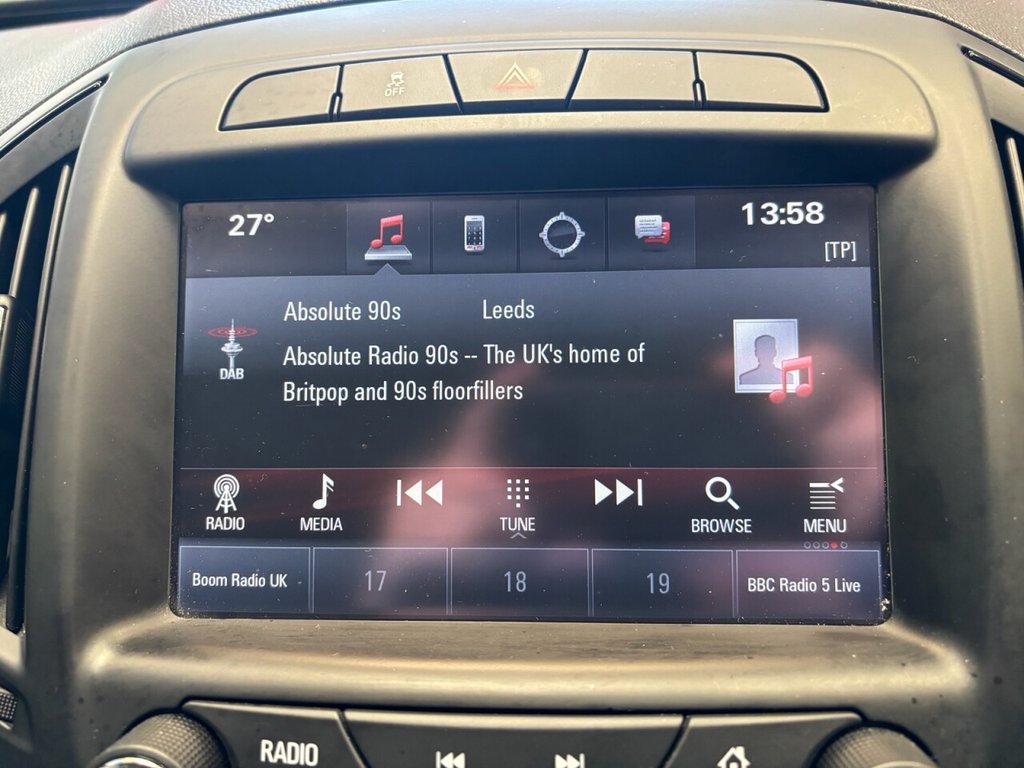 OFF
27°
13:58
[TP]
Absolute 90s Leeds
Absolute Radio 90s -- The UK's home of
Britpop and 90s floorfillers
DAB
RADIO MEDIA TUNE BROWSE MENU
Boom Radio UK 17 18 19 BBC Radio 5 Live
RADIO